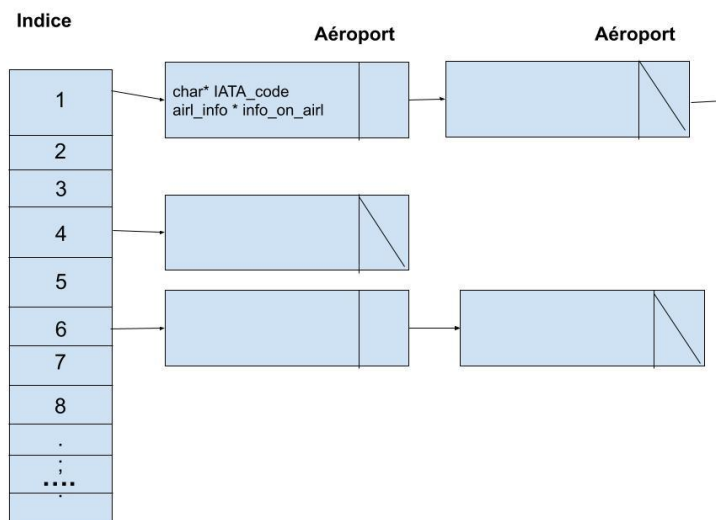 Indice
Aéroport
Aéroport
1
char* IATA_code
airl_info * info_on_airl
2
3
4
5
6
7
8
.
;
....
.